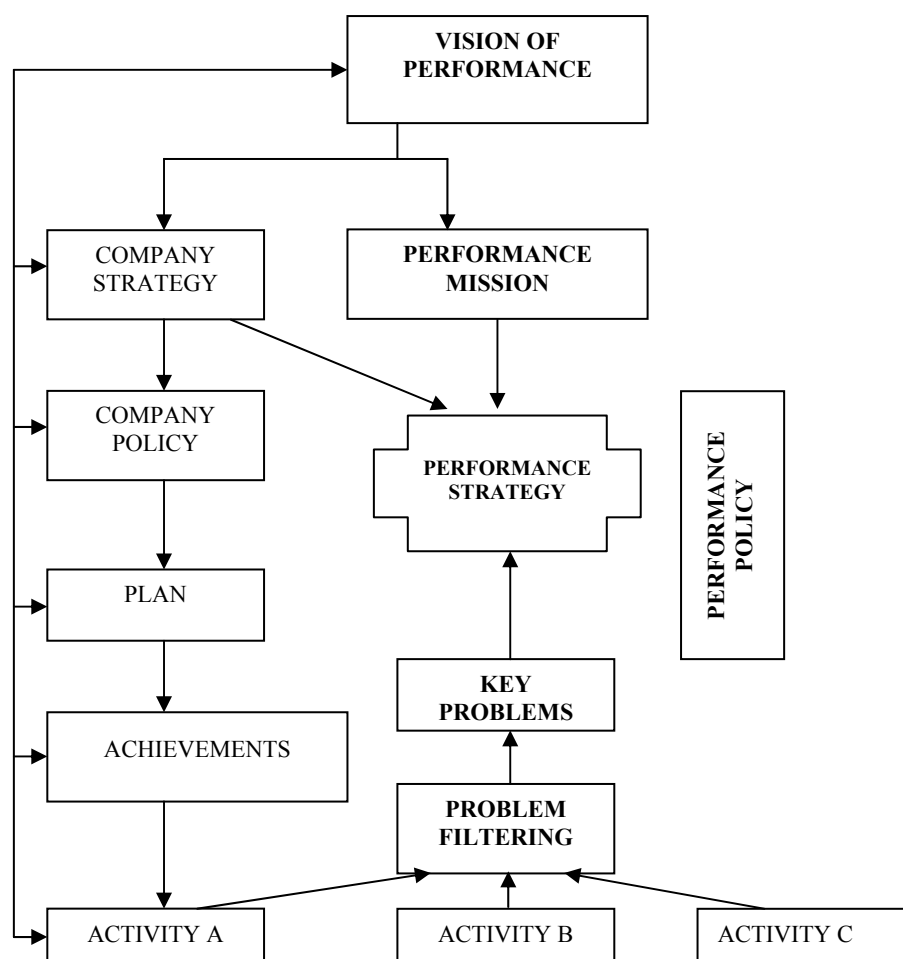 VISION OF
PERFORMANCE
COMPANY
STRATEGY
PERFORMANCE
MISSION
COMPANY
POLICY
PERFORMANCE
STRATEGY
PERFORMANCE
POLICY
PLAN
KEY
PROBLEMS
ACHIEVEMENTS
PROBLEM
FILTERING
ACTIVITY A
ACTIVITY B
ACTIVITY C